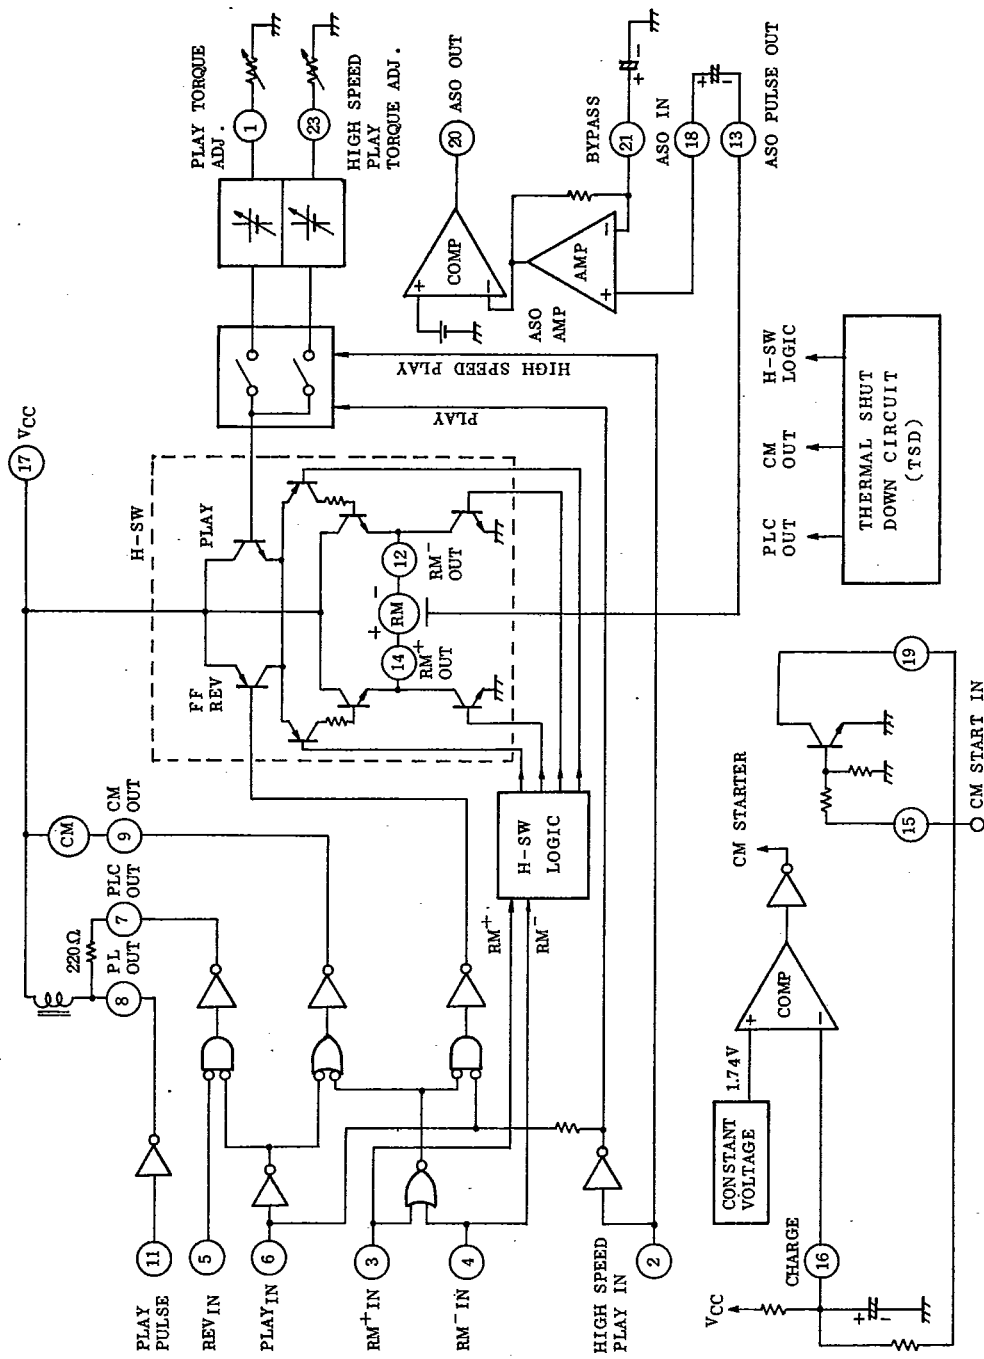 PLAY TORQUE
ADJ.
1
23
HIGH SPEED
PLAY
TORQUE ADJ.
17
VCC
H-SW
PLAY
FF
REV
PLAY
HIGH SPEED PLAY
COMP
+
-
20
ASO OUT
ASO
AMP
AMP
+
-
BYPASS
21
+
-
ASO IN
18
+
-
13
ASO PULSE OUT
CM
9
CM
OUT
220Ω
7
PLC
OUT
8
PL
OUT
+
RM
-
14
RM+
OUT
12
RM-
OUT
H-SW
LOGIC
RM+
RM-
PLAY
PULSE
11
REV IN
5
PLAY IN
6
RM+ IN
3
RM- IN
4
HIGH SPEED
PLAY IN
2
PLC
OUT
CM
OUT
H-SW
LOGIC
THERMAL SHUT
DOWN CIRCUIT
(TSD)
CONSTANT
VOLTAGE
1.74V
COMP
+
-
CM STARTER
CHARGE
16
VCC
+
-
15
19
CM START IN